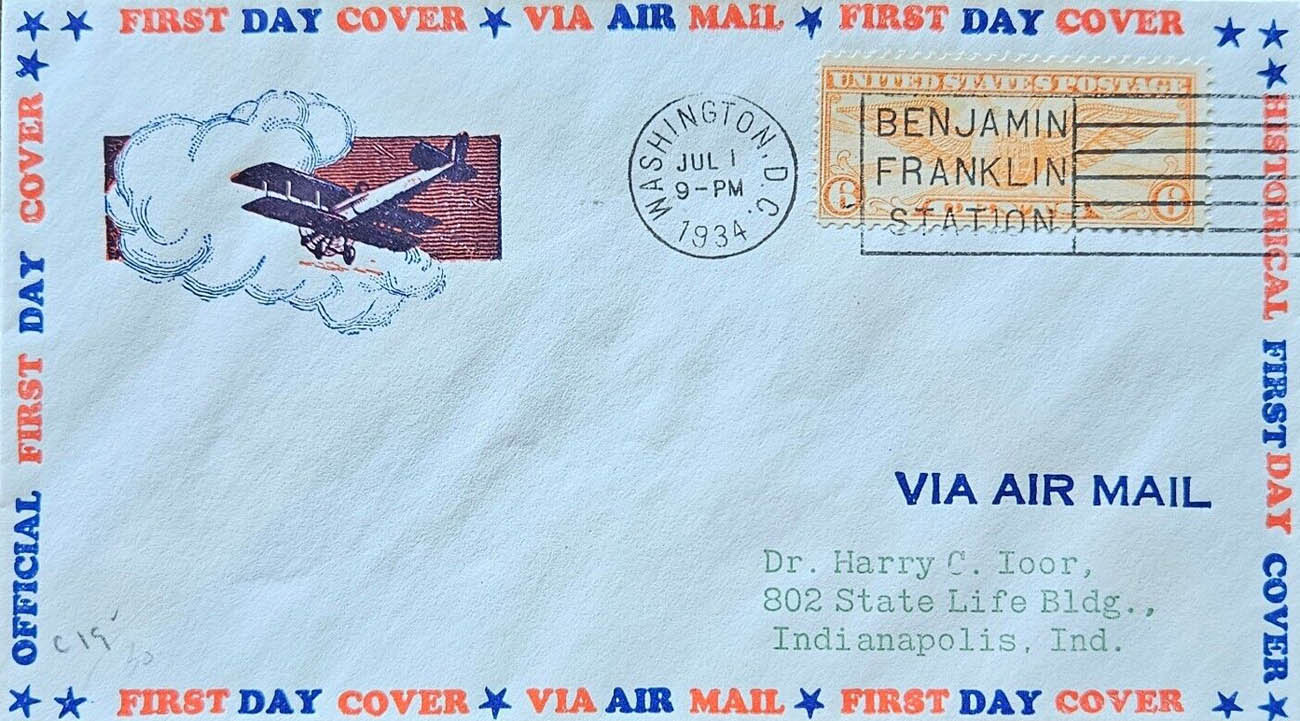 FIRST DAY COVER ★ VIA AIR MAIL ★ FIRST DAY COVER
OFFICIAL FIRST DAY COVER
WASHINGTON, D.C.
JUL 1
9-PM
1934
UNITED STATES POSTAGE
6 CENTS 6
BENJAMIN
FRANKLIN
STATION
HISTORICAL FIRST DAY COVER
VIA AIR MAIL
Dr. Harry C. Ioor,
802 State Life Bldg.,
Indianapolis, Ind.
C19
FIRST DAY COVER ★ VIA AIR MAIL ★ FIRST DAY COVER